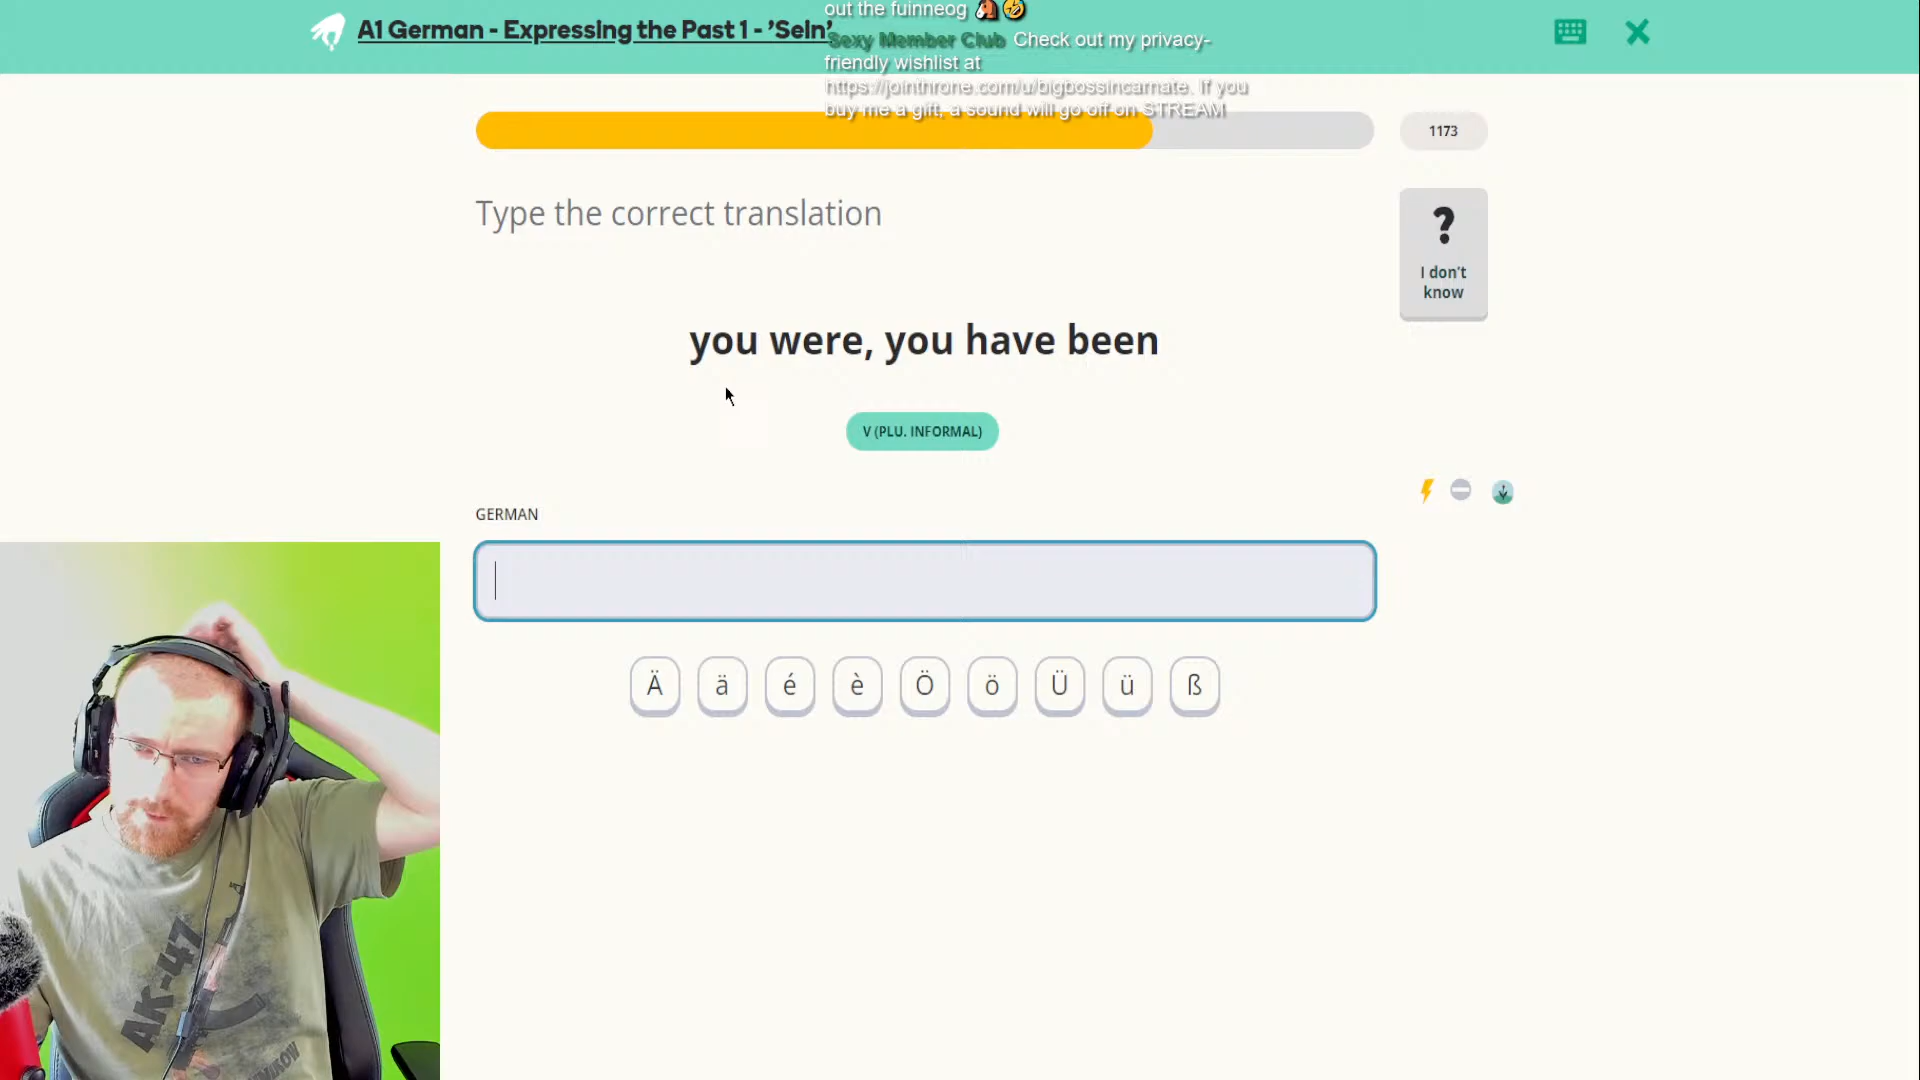 out the fuinneog 🐴🤣
A1 German - Expressing the Past 1 - 'Sein'
Sexy Member Club Check out my privacy-
friendly wishlist at
https://jointhrone.com/u/bigbossincarnate. If you
buy me a gift, a sound will go off on STREAM
1173
Type the correct translation
?
I don't
know
you were, you have been
V (PLU. INFORMAL)
GERMAN
Ä ä é è Ö ö Ü ü ß
AK-47